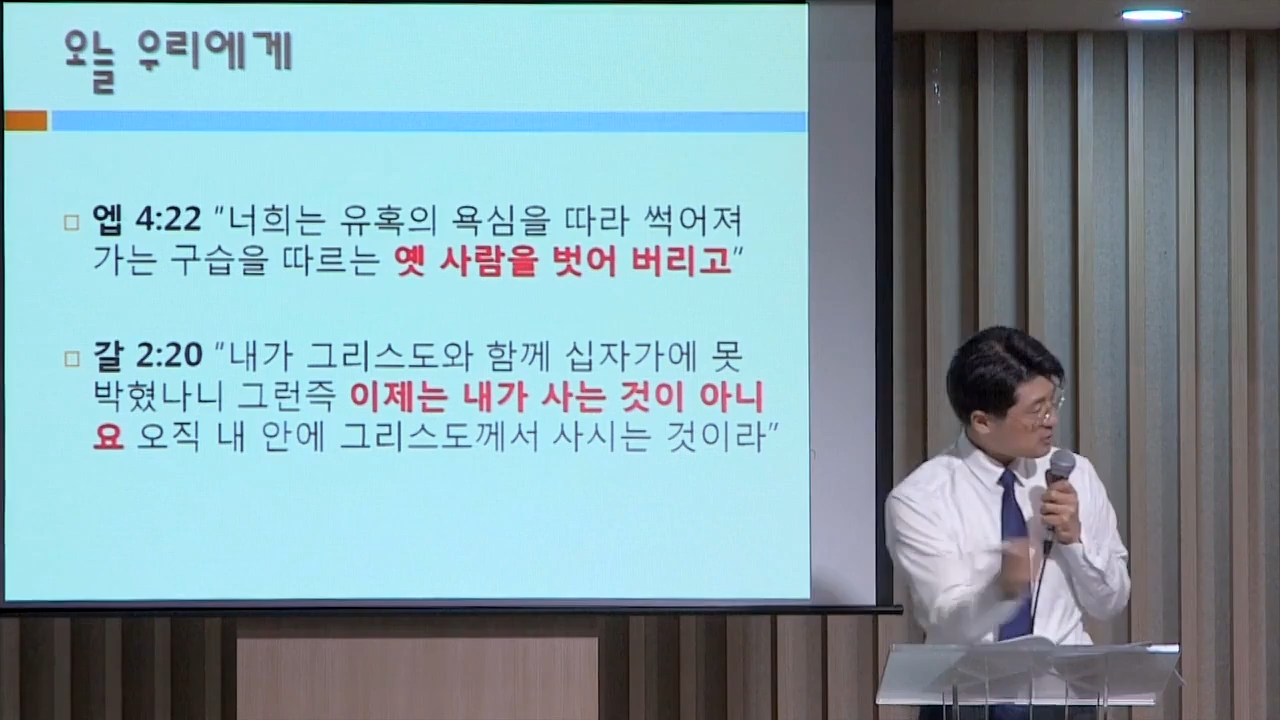 오늘 우리에게
엡 4:22 "너희는 유혹의 욕심을 따라 썩어져
가는 구습을 따르는 옛 사람을 벗어 버리고"
갈 2:20 "내가 그리스도와 함께 십자가에 못
박혔나니 그런즉 이제는 내가 사는 것이 아니
요 오직 내 안에 그리스도께서 사시는 것이라"